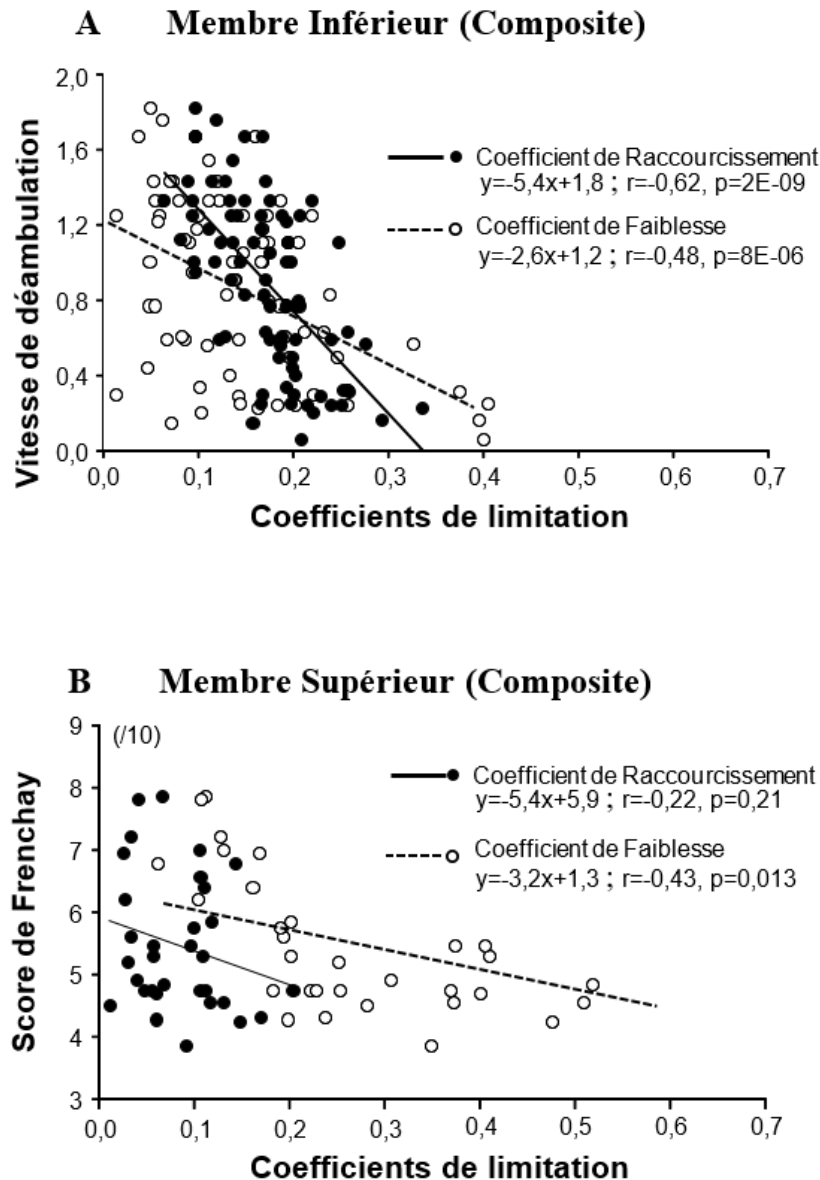 A Membre Inférieur (Composite)
Vitesse de déambulation
2,0
1,6
1,2
0,8
0,4
0,0
Coefficient de Raccourcissement
y=-5,4x+1,8 ; r=-0,62, p=2E-09
Coefficient de Faiblesse
y=-2,6x+1,2 ; r=-0,48, p=8E-06
0,0 0,1 0,2 0,3 0,4 0,5 0,6 0,7
Coefficients de limitation
B Membre Supérieur (Composite)
Score de Frenchay
(/10)
9
8
7
6
5
4
3
Coefficient de Raccourcissement
y=-5,4x+5,9 ; r=-0,22, p=0,21
Coefficient de Faiblesse
y=-3,2x+1,3 ; r=-0,43, p=0,013
0,0 0,1 0,2 0,3 0,4 0,5 0,6 0,7
Coefficients de limitation